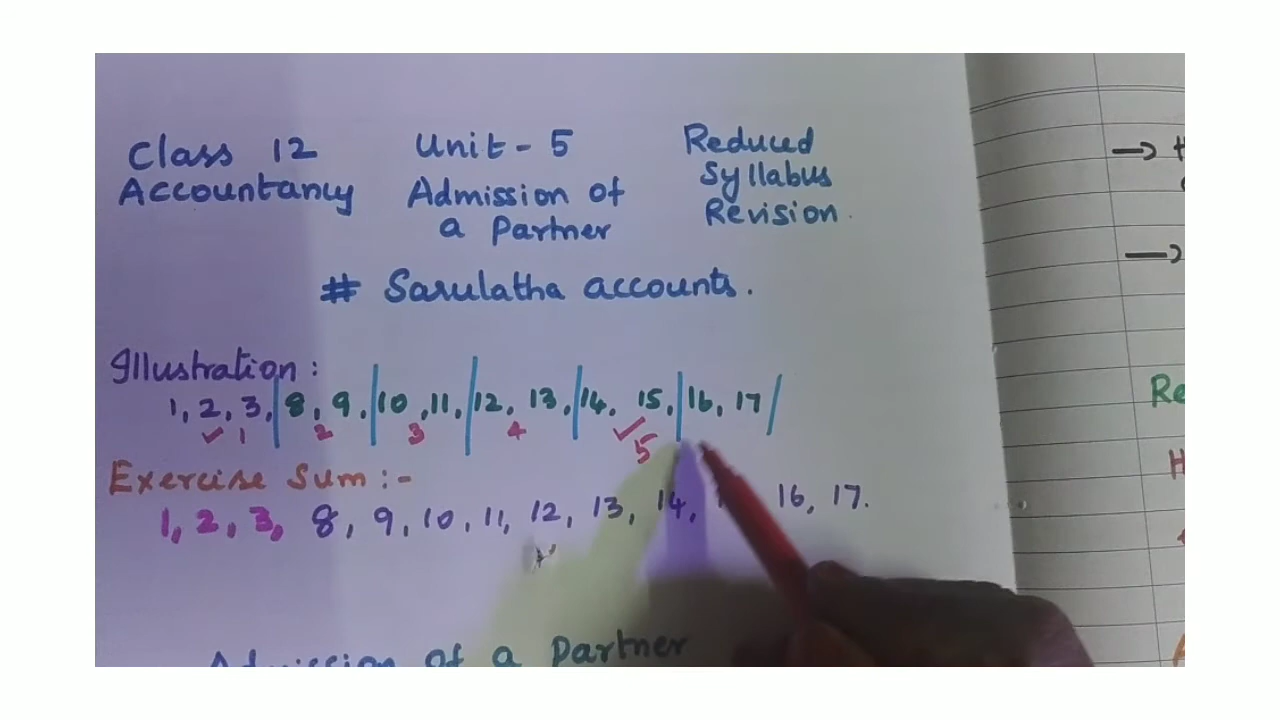 Class 12 Unit - 5 Reduced
Accountancy Admission of Syllabus
a Partner Revision.
# Sarulatha accounts.
Illustration :
1, 2, 3, | 8, 9, | 10, 11, | 12, 13, | 14, 15, | 16, 17 /
✓ 1 2 3 4 ✓ 5
Exercise Sum :-
1, 2, 3, 8, 9, 10, 11, 12, 13, 14, 16, 17.
Admission of a Partner
→
→
Re
H